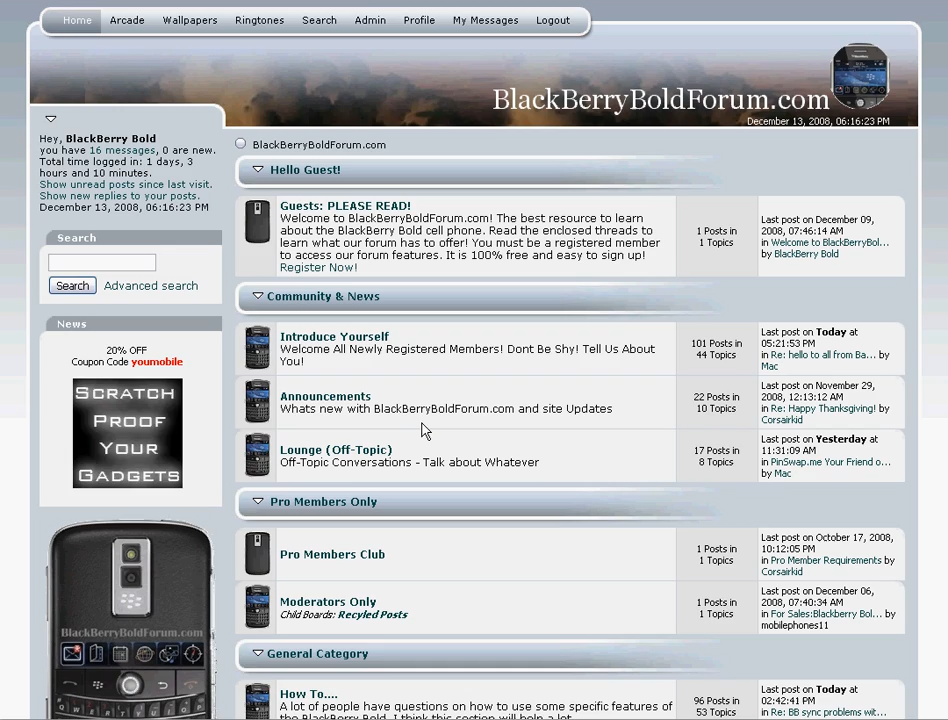 Home Arcade Wallpapers Ringtones Search Admin Profile My Messages Logout
BlackBerryBoldForum.com
December 13, 2008, 06:16:23 PM
Hey, BlackBerry Bold
you have 16 messages, 0 are new.
Total time logged in: 1 days, 3
hours and 10 minutes.
Show unread posts since last visit.
Show new replies to your posts.
December 13, 2008, 06:16:23 PM
Search
Search Advanced search
News
20% OFF
Coupon Code youmobile
SCRATCH
PROOF
YOUR
GADGETS
BlackBerryBoldForum.com
BlackBerryBoldForum.com
Hello Guest!
Guests: PLEASE READ!
Welcome to BlackBerryBoldForum.com! The best resource to learn
about the BlackBerry Bold cell phone. Read the enclosed threads to
learn what our forum has to offer! You must be a registered member
to access our forum features. It is 100% free and easy to sign up!
Register Now!
1 Posts in
1 Topics
Last post on December 09,
2008, 07:46:14 AM
in Welcome to BlackBerryBol...
by BlackBerry Bold
Community & News
Introduce Yourself
Welcome All Newly Registered Members! Dont Be Shy! Tell Us About
You!
101 Posts in
44 Topics
Last post on Today at
05:21:53 PM
in Re: hello to all from Ba... by
Mac
Announcements
Whats new with BlackBerryBoldForum.com and site Updates
22 Posts in
10 Topics
Last post on November 29,
2008, 12:13:12 AM
in Re: Happy Thanksgiving! by
Corsairkid
Lounge (Off-Topic)
Off-Topic Conversations - Talk about Whatever
17 Posts in
8 Topics
Last post on Yesterday at
11:31:09 AM
in PinSwap.me Your Friend o...
by Mac
Pro Members Only
Pro Members Club
1 Posts in
1 Topics
Last post on October 17, 2008,
10:12:05 PM
in Pro Member Requirements by
Corsairkid
Moderators Only
Child Boards: Recyled Posts
1 Posts in
1 Topics
Last post on December 06,
2008, 07:40:34 AM
in For Sales:Blackberry Bol... by
mobilephones11
General Category
How To....
A lot of people have questions on how to use some specific features of
the BlackBerry Bold. I think this section will help a lot.
96 Posts in
53 Topics
Last post on Today at
02:42:41 PM
in Re: BB sync problems wit...